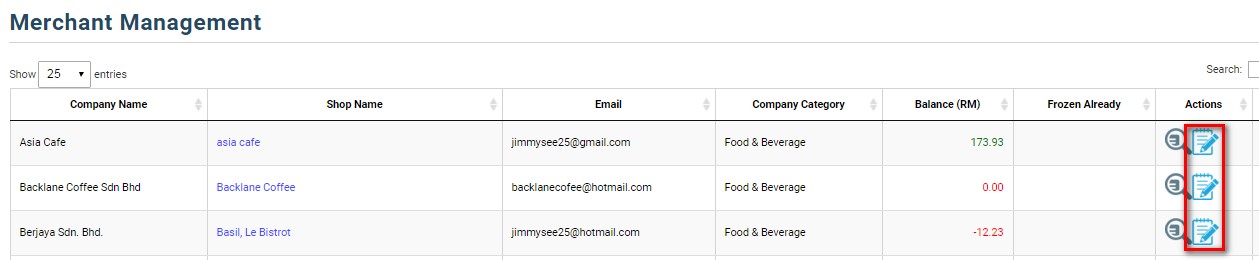 Merchant Management
Show 25 entries
Search:
Company Name Shop Name Email Company Category Balance (RM) Frozen Already Actions
Asia Cafe asia cafe jimmysee25@gmail.com Food & Beverage 173.93
Backlane Coffee Sdn Bhd Backlane Coffee backlanecofee@hotmail.com Food & Beverage 0.00
Berjaya Sdn. Bhd. Basil, Le Bistrot jimmysee25@hotmail.com Food & Beverage -12.23